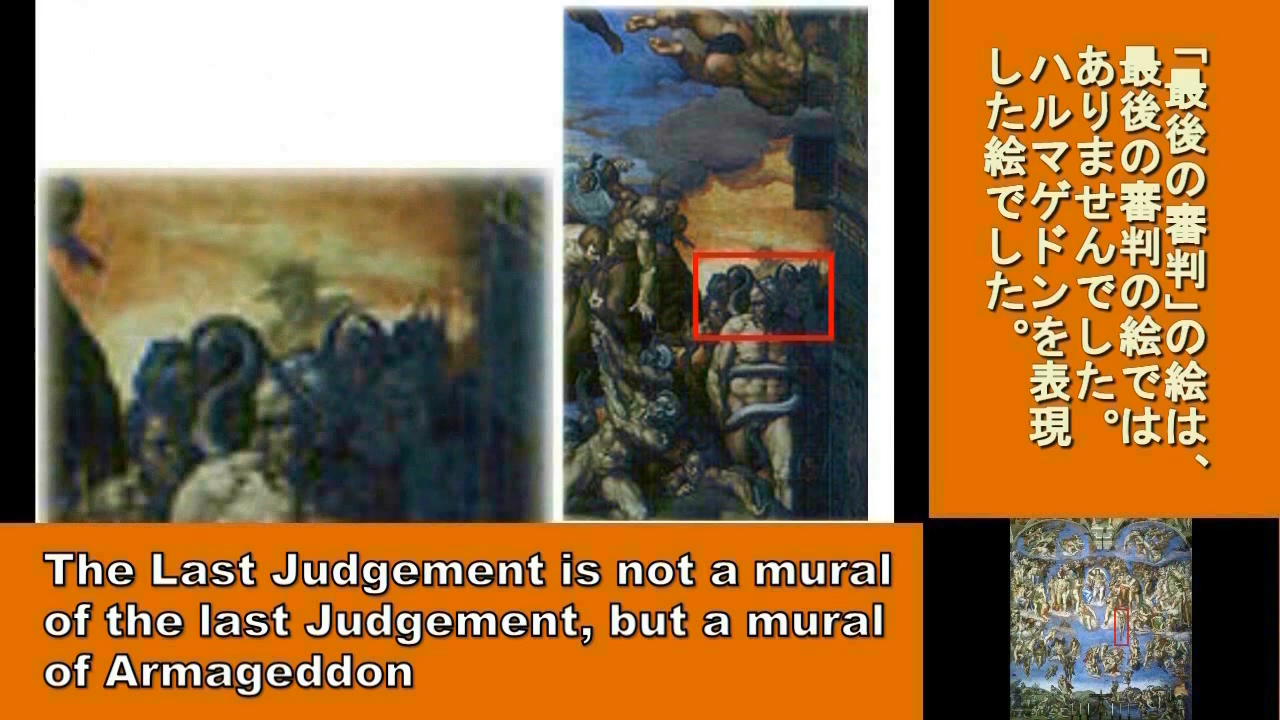 「最後の審判」の絵は、
最後の審判の絵では
ありませんでした。
ハルマゲドンを表現
した絵でした。
The Last Judgement is not a mural
of the last Judgement, but a mural
of Armageddon